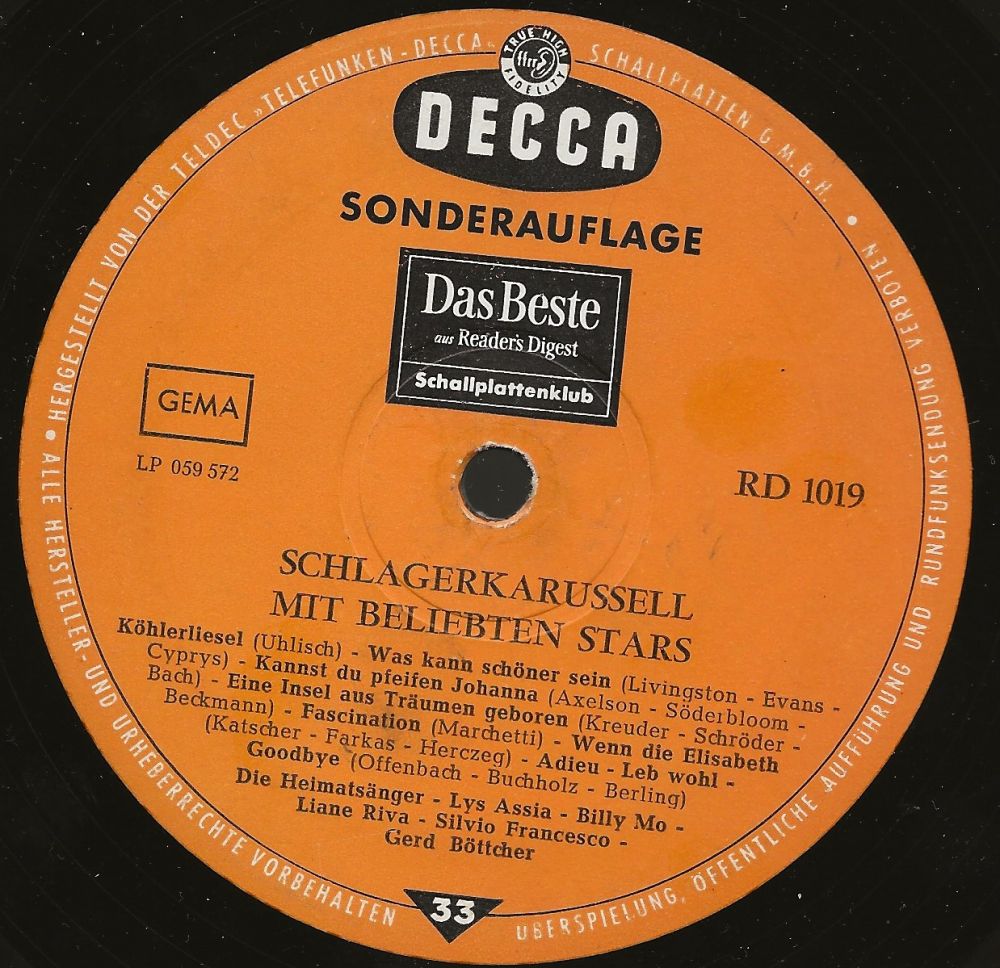 HERGESTELLT VON DER TELDEC »TELEFUNKEN - DECCA« SCHALLPLATTEN G.M.B.H. •
TRUE HIGH FIDELITY
DECCA
SONDERAUFLAGE
Das Beste
aus Reader's Digest
Schallplattenklub
GEMA
LP 059 572
RD 1019
SCHLAGERKARUSSELL
MIT BELIEBTEN STARS
Köhlerliesel (Uhlisch) - Was kann schöner sein (Livingston - Evans -
Cyprys) - Kannst du pfeifen Johanna (Axelson - Söderbloom -
Bach) - Eine Insel aus Träumen geboren (Kreuder - Schröder -
Beckmann) - Fascination (Marchetti) - Wenn die Elisabeth
(Katscher - Farkas - Herczeg) - Adieu - Leb wohl -
Goodbye (Offenbach - Buchholz - Berling)
Die Heimatsänger - Lys Assia - Billy Mo -
Liane Riva - Silvio Francesco -
Gerd Böttcher
33
• ALLE HERSTELLER-UND URHEBERRECHTE VORBEHALTEN
UBERSPIELUNG, ÖFFENTLICHE AUFFÜHRUNG UND RUNDFUNKSENDUNG VERBOTEN